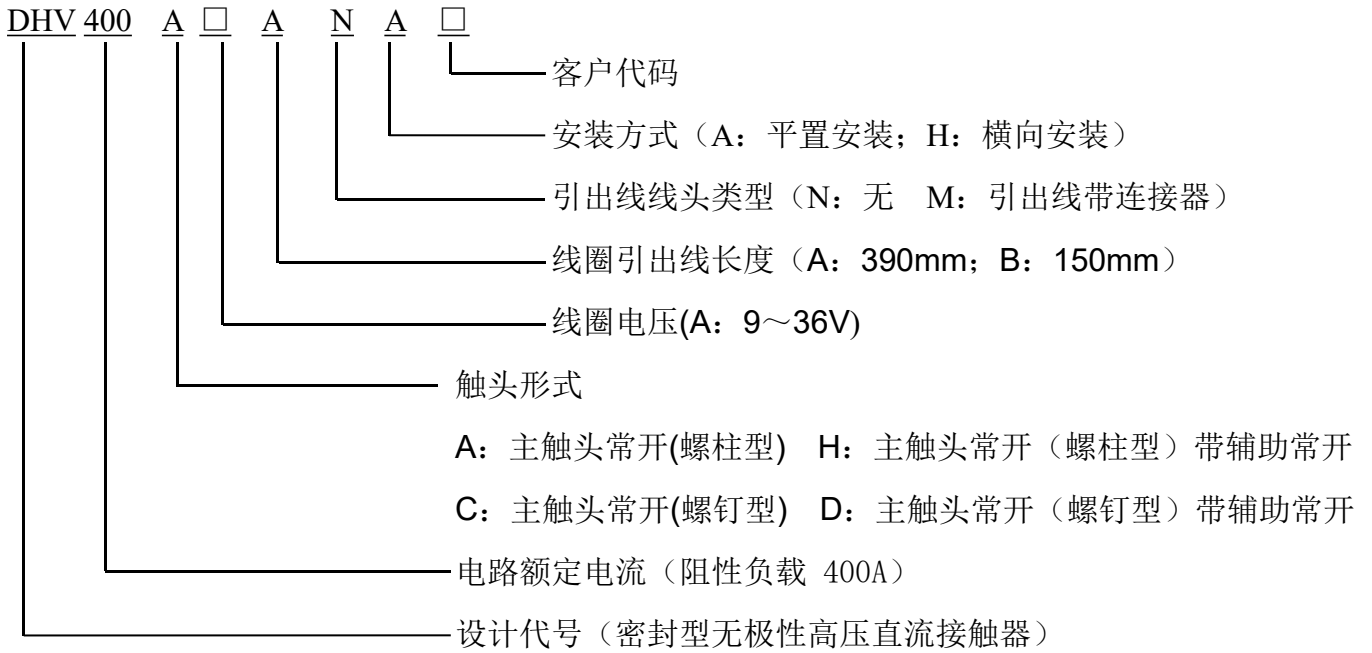 DHV 400 A □ A N A □
客户代码
安装方式（A：平置安装；H：横向安装）
引出线线头类型（N：无 M：引出线带连接器）
线圈引出线长度（A：390mm；B：150mm）
线圈电压(A：9～36V)
触头形式
A：主触头常开(螺柱型) H：主触头常开（螺柱型）带辅助常开
C：主触头常开(螺钉型) D：主触头常开（螺钉型）带辅助常开
电路额定电流（阻性负载 400A）
设计代号（密封型无极性高压直流接触器）